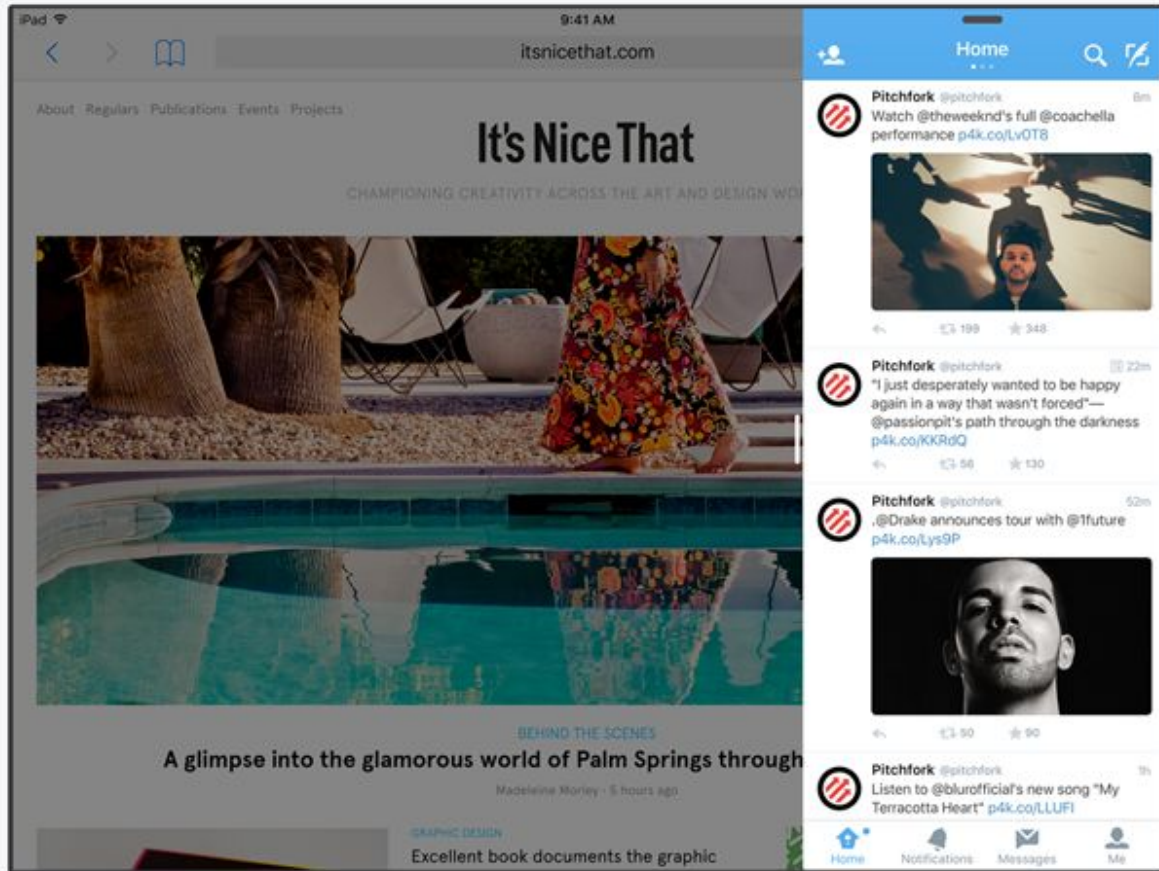 iPad
9:41 AM
itsnicethat.com
About Regulars Publications Events Projects
It's Nice That
CHAMPIONING CREATIVITY ACROSS THE ART AND DESIGN
BEHIND THE SCENES
A glimpse into the glamorous world of Palm Springs through
Madeleine Morley · 5 hours ago
GRAPHIC DESIGN
Excellent book documents the graphic
Home
Pitchfork @pitchfork 8m
Watch @theweeknd's full @coachella
performance p4k.co/Lv0T8
199 348
Pitchfork @pitchfork 22m
"I just desperately wanted to be happy
again in a way that wasn't forced"—
@passionpit's path through the darkness
p4k.co/KKRdQ
56 130
Pitchfork @pitchfork 52m
.@Drake announces tour with @1future
p4k.co/Lys9P
50 90
Pitchfork @pitchfork 1h
Listen to @blurofficial's new song "My
Terracotta Heart" p4k.co/LLUFI
Home Notifications Messages Me